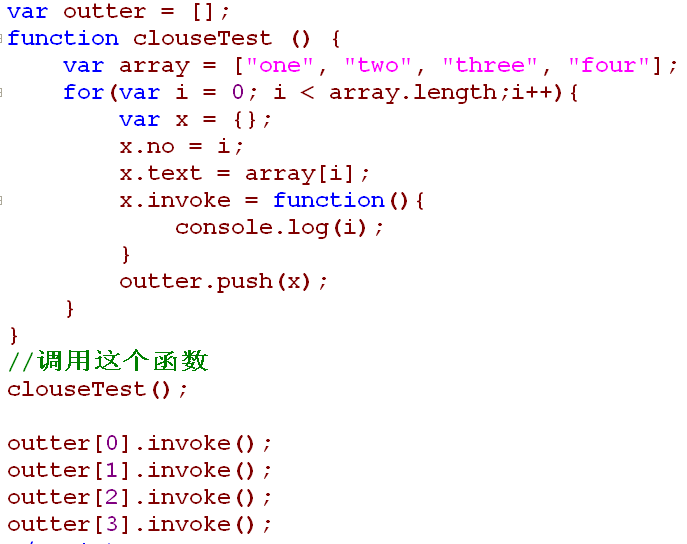 var outter = [];
function clouseTest () {
    var array = ["one", "two", "three", "four"];
    for(var i = 0; i < array.length;i++){
        var x = {};
        x.no = i;
        x.text = array[i];
        x.invoke = function(){
            console.log(i);
        }
        outter.push(x);
    }
}
//调用这个函数
clouseTest();

outter[0].invoke();
outter[1].invoke();
outter[2].invoke();
outter[3].invoke();